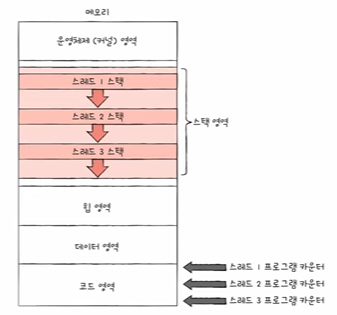 메모리
운영체제 (커널) 영역
스레드 1 스택
스레드 2 스택
스레드 3 스택
스택 영역
힙 영역
데이터 영역
코드 영역
스레드 1 프로그램 카운터
스레드 2 프로그램 카운터
스레드 3 프로그램 카운터